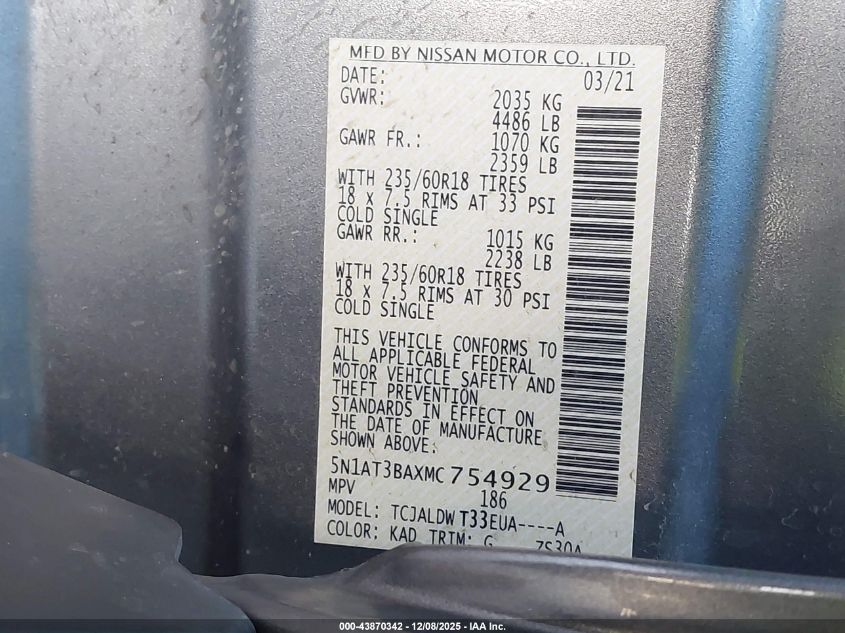 MFD BY NISSAN MOTOR CO., LTD.
DATE: 03/21
GVWR: 2035 KG
4486 LB
GAWR FR.: 1070 KG
2359 LB
WITH 235/60R18 TIRES
18 x 7.5 RIMS AT 33 PSI
COLD SINGLE
GAWR RR.: 1015 KG
2238 LB
WITH 235/60R18 TIRES
18 x 7.5 RIMS AT 30 PSI
COLD SINGLE
THIS VEHICLE CONFORMS TO
ALL APPLICABLE FEDERAL
MOTOR VEHICLE SAFETY AND
THEFT PREVENTION
STANDARDS IN EFFECT ON
THE DATE OF MANUFACTURE
SHOWN ABOVE:
5N1AT3BAXMC754929
MPV 186
MODEL: TCJALDW T33EUA----A
COLOR: KAD TRIM: G ZS30A
000-43870342 - 12/08/2025 - IAA Inc.